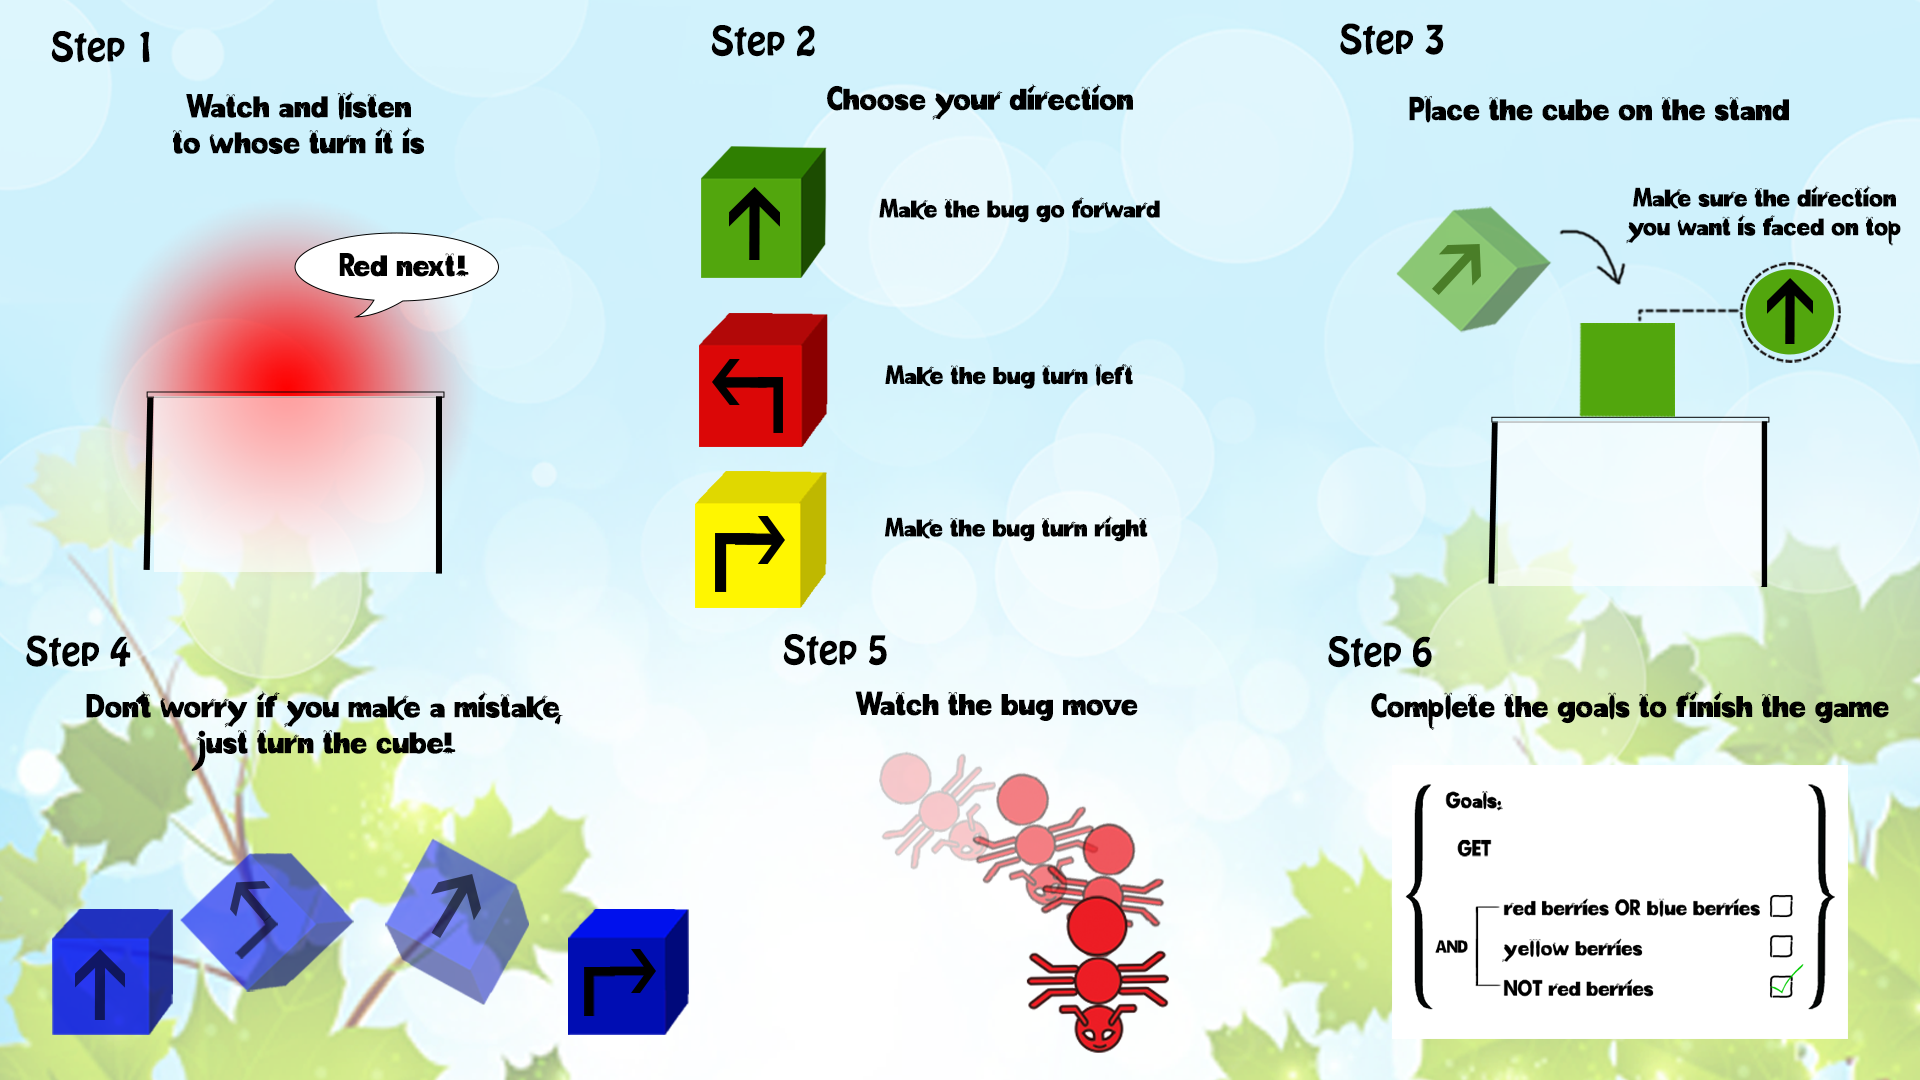 Step 1
Watch and listen
to whose turn it is
Red next!
Step 2
Choose your direction
Make the bug go forward
Make the bug turn left
Make the bug turn right
Step 3
Place the cube on the stand
Make sure the direction
you want is faced on top
Step 4
Don't worry if you make a mistake,
just turn the cube!
Step 5
Watch the bug move
Step 6
Complete the goals to finish the game
Goals:
GET
red berries OR blue berries
AND
yellow berries
NOT red berries